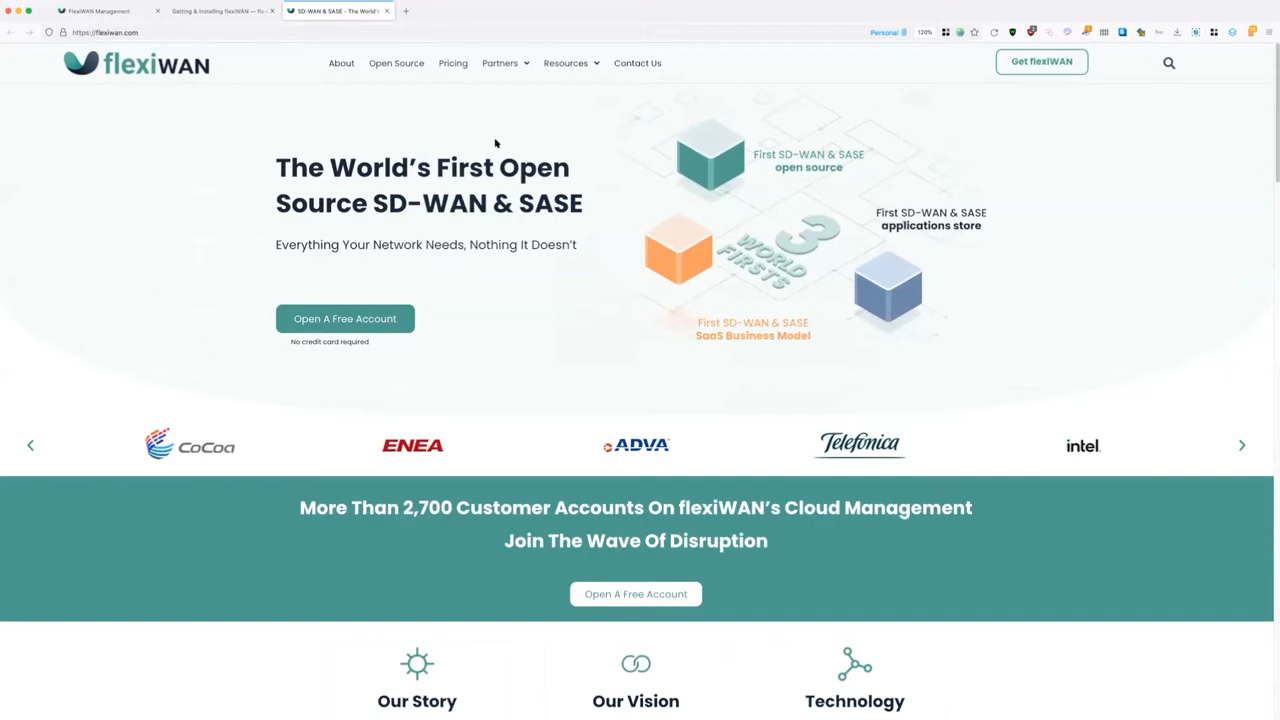 FlexiWAN Management
Getting & Installing flexiWAN — fle
SD-WAN & SASE - The World's
https://flexiwan.com
Personal
120%
flexiWAN
About
Open Source
Pricing
Partners
Resources
Contact Us
Get flexiWAN
The World's First Open
Source SD-WAN & SASE
Everything Your Network Needs, Nothing It Doesn't
Open A Free Account
No credit card required
First SD-WAN & SASE
open source
First SD-WAN & SASE
applications store
3
WORLD
FIRSTS
First SD-WAN & SASE
SaaS Business Model
CoCoa
ENEA
ADVA
Telefónica
intel.
More Than 2,700 Customer Accounts On flexiWAN's Cloud Management
Join The Wave Of Disruption
Open A Free Account
Our Story
Our Vision
Technology